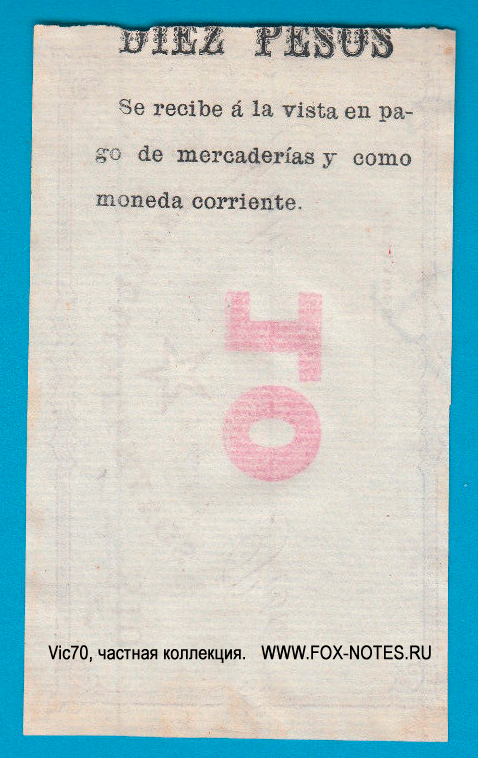 DIEZ PESOS
Se recibe á la vista en pa-
go de mercaderías y como
moneda corriente.
10
Vic70, частная коллекция. WWW.FOX-NOTES.RU